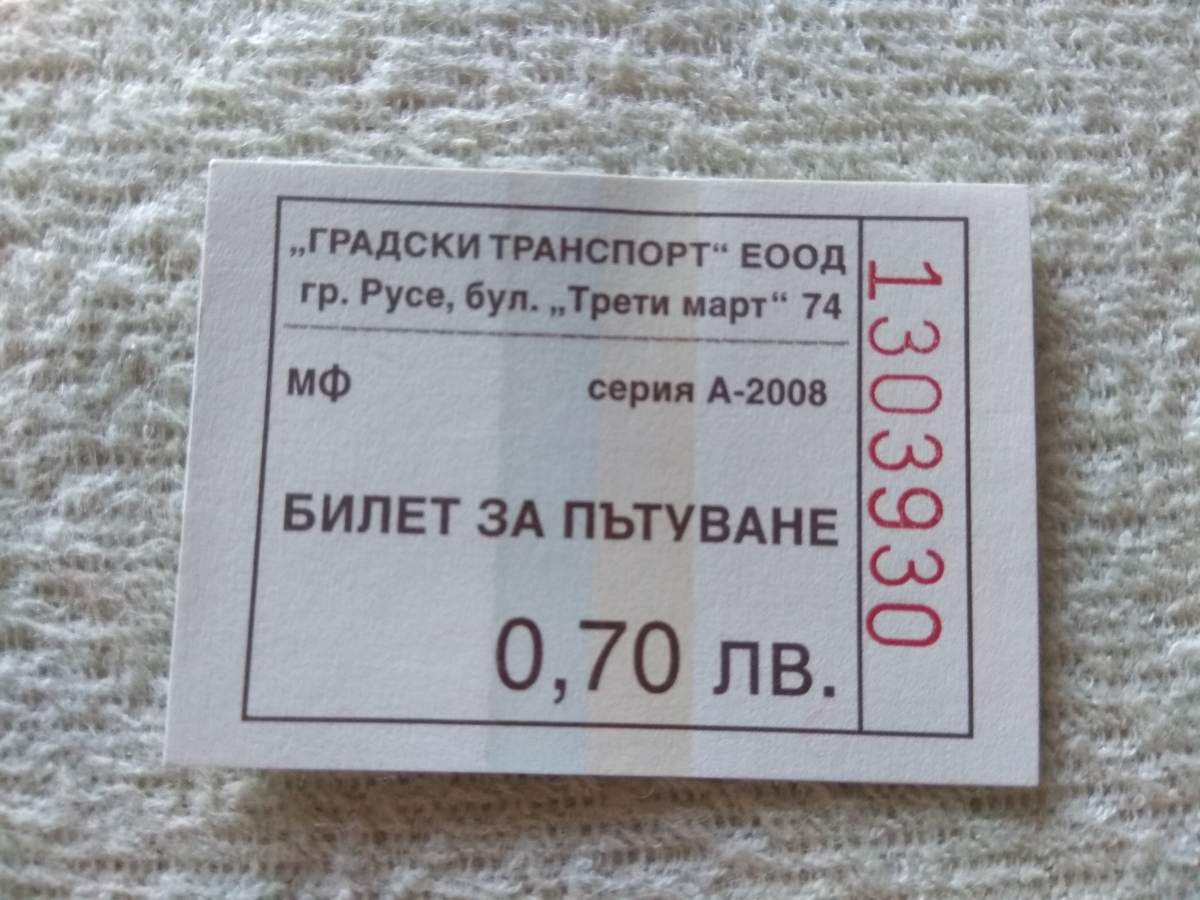 „ГРАДСКИ ТРАНСПОРТ“ ЕООД
гр. Русе, бул. „Трети март“ 74
МФ серия А-2008
БИЛЕТ ЗА ПЪТУВАНЕ
0,70 лв.
1303930